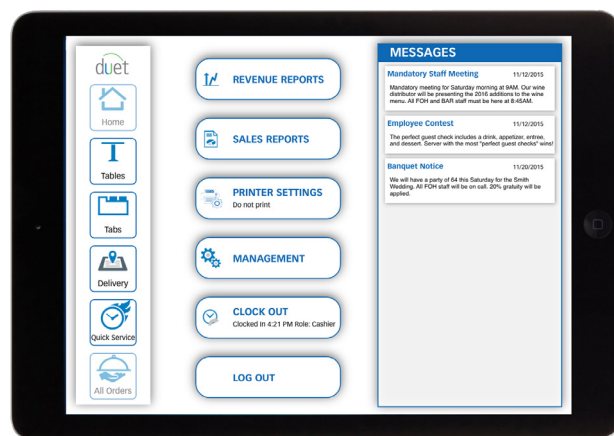 duet
Home
Tables
Tabs
Delivery
Quick Service
All Orders
REVENUE REPORTS
SALES REPORTS
PRINTER SETTINGS
Do not print
MANAGEMENT
CLOCK OUT
Clocked In 4:21 PM Role: Cashier
LOG OUT
MESSAGES
Mandatory Staff Meeting 11/12/2015
Mandatory meeting for Saturday morning at 9AM. Our wine
distributor will be presenting the 2016 additions to the wine
menu. All FOH and BAR staff must be here at 8:45AM.
Employee Contest 11/12/2015
The perfect guest check includes a drink, appetizer, entree,
and dessert. Server with the most "perfect guest checks" wins!
Banquet Notice 11/20/2015
We will have a party of 64 this Saturday for the Smith
Wedding. All FOH staff will be on call. 20% gratuity will be
applied.